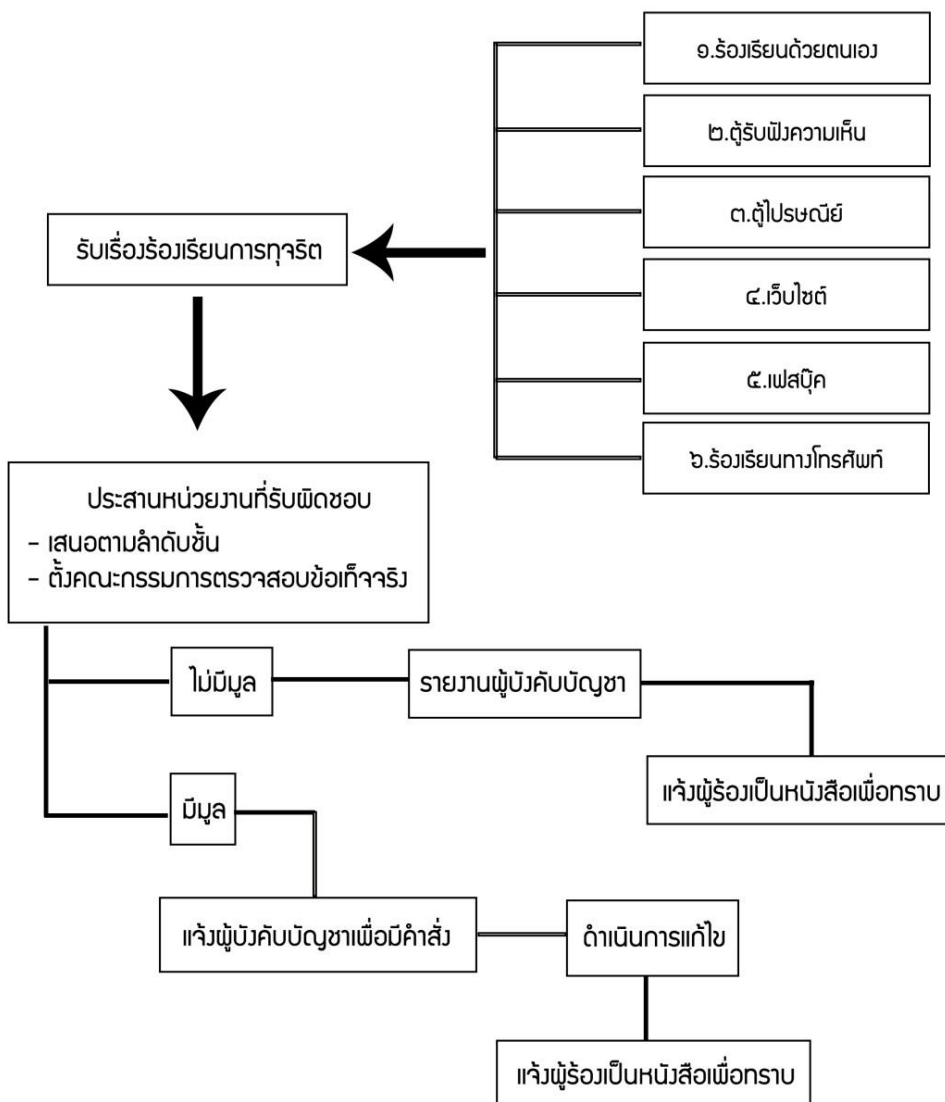 ๑.ร้องเรียนด้วยตนเอง
๒.ตู้รับฟังความเห็น
๓.ตู้ไปรษณีย์
๔.เว็บไซต์
๕.เฟสบุ๊ค
๖.ร้องเรียนทางโทรศัพท์
รับเรื่องร้องเรียนการทุจริต
ประสานหน่วยงานที่รับผิดชอบ
- เสนอตามลำดับชั้น
- ตั้งคณะกรรมการตรวจสอบข้อเท็จจริง
ไม่มีมูล
รายงานผู้บังคับบัญชา
แจ้งผู้ร้องเป็นหนังสือเพื่อทราบ
มีมูล
แจ้งผู้บังคับบัญชาเพื่อมีคำสั่ง
ดำเนินการแก้ไข
แจ้งผู้ร้องเป็นหนังสือเพื่อทราบ